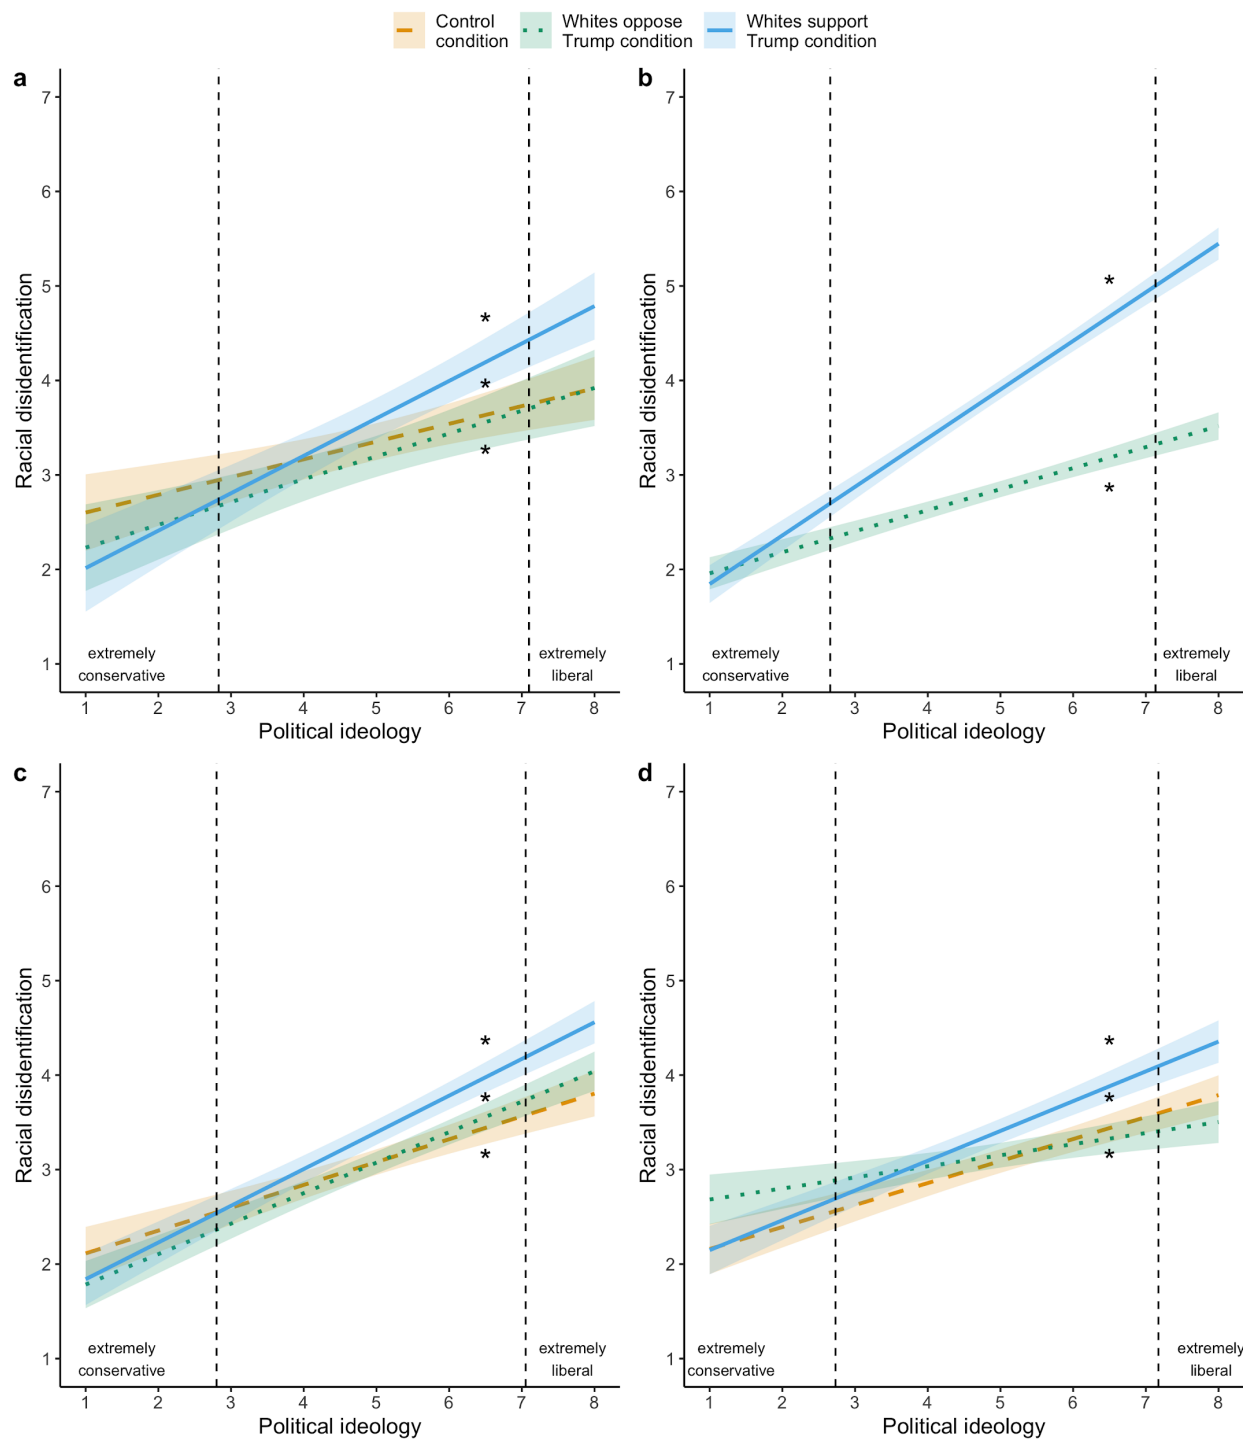 Control
condition
Whites oppose
Trump condition
Whites support
Trump condition
a
7
6
5
4
3
2
1
Racial disidentification
*
*
*
extremely
conservative
extremely
liberal
1 2 3 4 5 6 7 8
Political ideology
b
7
6
5
4
3
2
1
Racial disidentification
*
*
extremely
conservative
extremely
liberal
1 2 3 4 5 6 7 8
Political ideology
c
7
6
5
4
3
2
1
Racial disidentification
*
*
*
extremely
conservative
extremely
liberal
1 2 3 4 5 6 7 8
Political ideology
d
7
6
5
4
3
2
1
Racial disidentification
*
*
*
extremely
conservative
extremely
liberal
1 2 3 4 5 6 7 8
Political ideology